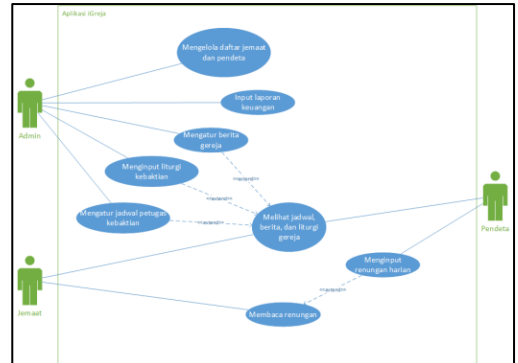 Aplikasi iGreja
Mengelola daftar jemaat
dan pendeta
Input laporan
keuangan
Admin
Mengatur berita
gereja
Menginput liturgi
kebaktian
Mengatur jadwal petugas
kebaktian
Melihat jadwal,
berita, dan liturgi
gereja
Pendeta
Menginput
renungan harian
Jemaat
Membaca renungan